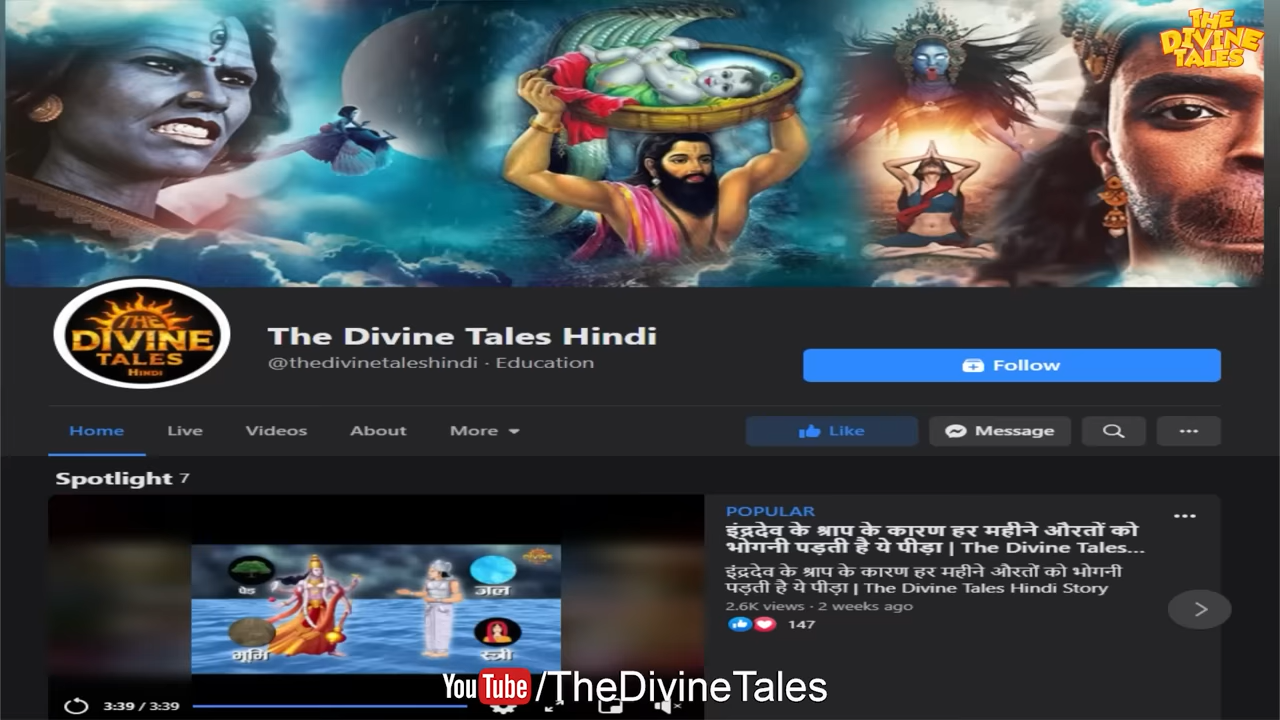 THE
DIVINE
TALES
THE
DIVINE
TALES
HINDI
The Divine Tales Hindi
@thedivinetaleshindi · Education
Follow
Home Live Videos About More
Like Message ...
Spotlight 7
POPULAR
इंद्रदेव के श्राप के कारण हर महीने औरतों को
भोगनी पड़ती है ये पीड़ा | The Divine Tales...
इंद्रदेव के श्राप के कारण हर महीने औरतों को भोगनी
पड़ती है ये पीड़ा | The Divine Tales Hindi Story
2.6K views · 2 weeks ago
147
पेड़
जल
भूमि
स्त्री
3:39 / 3:39
YouTube/TheDivineTales